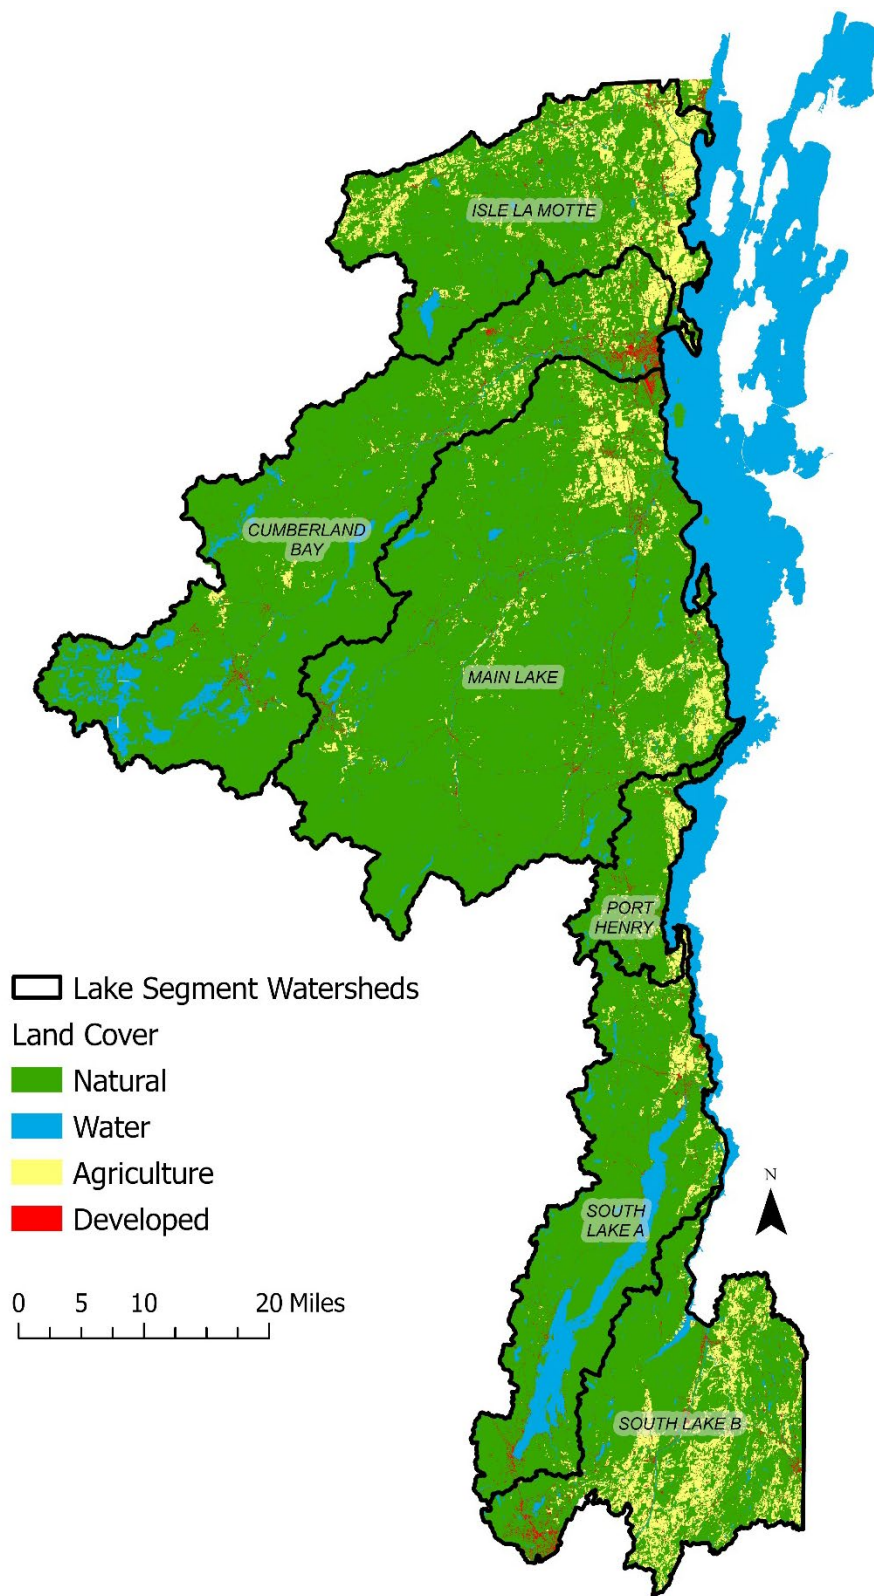 ISLE LA MOTTE
CUMBERLAND
BAY
MAIN LAKE
PORT
HENRY
Lake Segment Watersheds
Land Cover
Natural
Water
Agriculture
Developed
SOUTH
LAKE A
N
0 5 10 20 Miles
SOUTH LAKE B